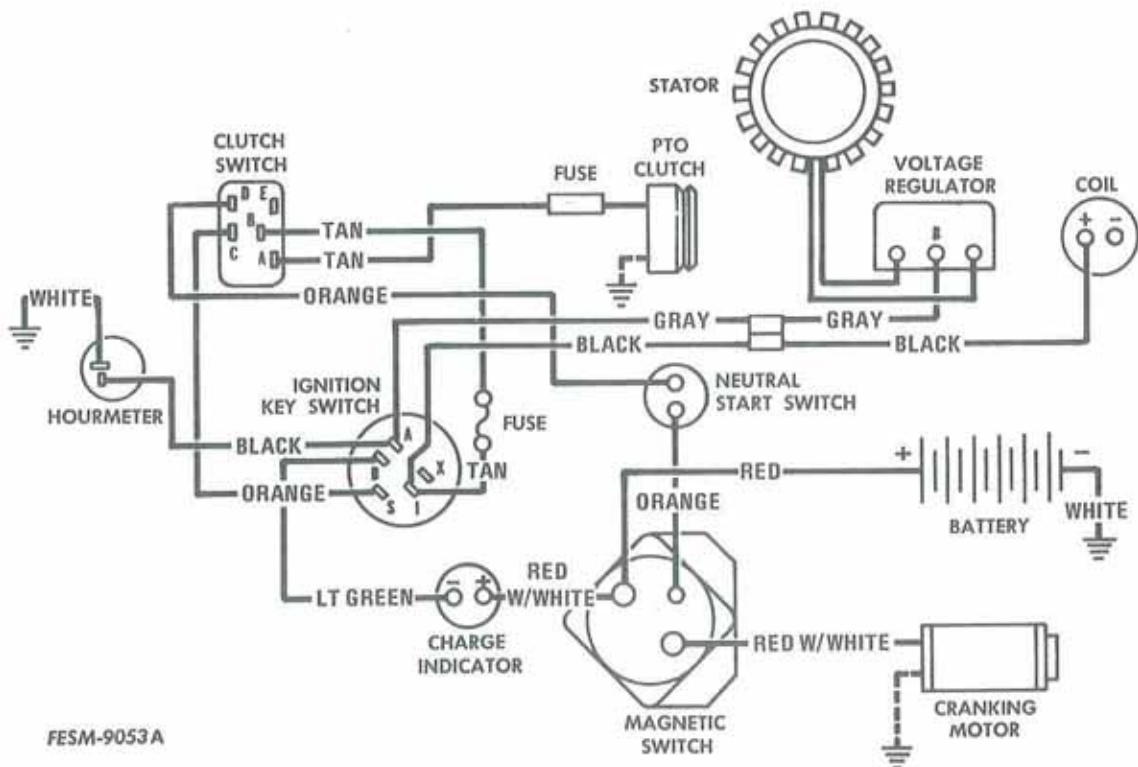 STATOR
CLUTCH
SWITCH
D E
B
C A
FUSE
PTO
CLUTCH
VOLTAGE
REGULATOR
B
COIL
+ -
TAN
TAN
ORANGE
WHITE
GRAY
GRAY
BLACK
BLACK
HOURMETER
IGNITION
KEY SWITCH
FUSE
NEUTRAL
START SWITCH
BLACK
A
B
X
S I
TAN
ORANGE
RED
+ -
BATTERY
WHITE
ORANGE
LT GREEN
- +
RED
W/WHITE
CHARGE
INDICATOR
RED W/WHITE
MAGNETIC
SWITCH
CRANKING
MOTOR
FESM-9053A